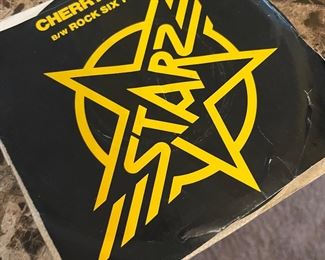 CHERRY
B/W ROCK SIX
STARZ